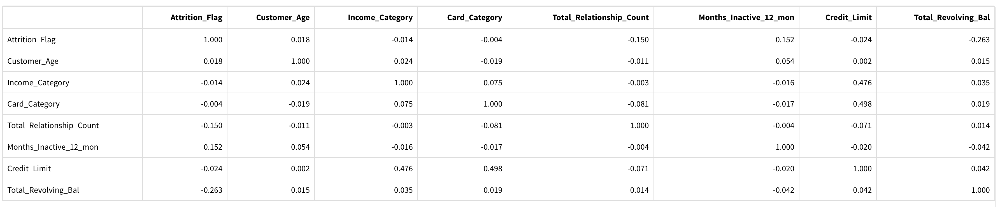 Attrition_Flag Customer_Age Income_Category Card_Category Total_Relationship_Count Months_Inactive_12_mon Credit_Limit Total_Revolving_Bal
Attrition_Flag 1.000 0.018 -0.014 -0.004 -0.150 0.152 -0.024 -0.263
Customer_Age 0.018 1.000 0.024 -0.019 -0.011 0.054 0.002 0.015
Income_Category -0.014 0.024 1.000 0.075 -0.003 -0.016 0.476 0.035
Card_Category -0.004 -0.019 0.075 1.000 -0.081 -0.017 0.498 0.019
Total_Relationship_Count -0.150 -0.011 -0.003 -0.081 1.000 -0.004 -0.071 0.014
Months_Inactive_12_mon 0.152 0.054 -0.016 -0.017 -0.004 1.000 -0.020 -0.042
Credit_Limit -0.024 0.002 0.476 0.498 -0.071 -0.020 1.000 0.042
Total_Revolving_Bal -0.263 0.015 0.035 0.019 0.014 -0.042 0.042 1.000